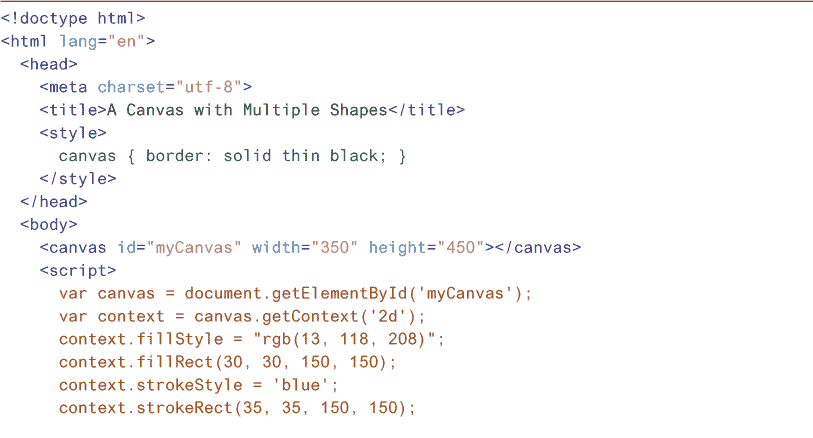 <!doctype html>
<html lang="en">
  <head>
    <meta charset="utf-8">
    <title>A Canvas with Multiple Shapes</title>
    <style>
      canvas { border: solid thin black; }
    </style>
  </head>
  <body>
    <canvas id="myCanvas" width="350" height="450"></canvas>
    <script>
      var canvas = document.getElementById('myCanvas');
      var context = canvas.getContext('2d');
      context.fillStyle = "rgb(13, 118, 208)";
      context.fillRect(30, 30, 150, 150);
      context.strokeStyle = 'blue';
      context.strokeRect(35, 35, 150, 150);